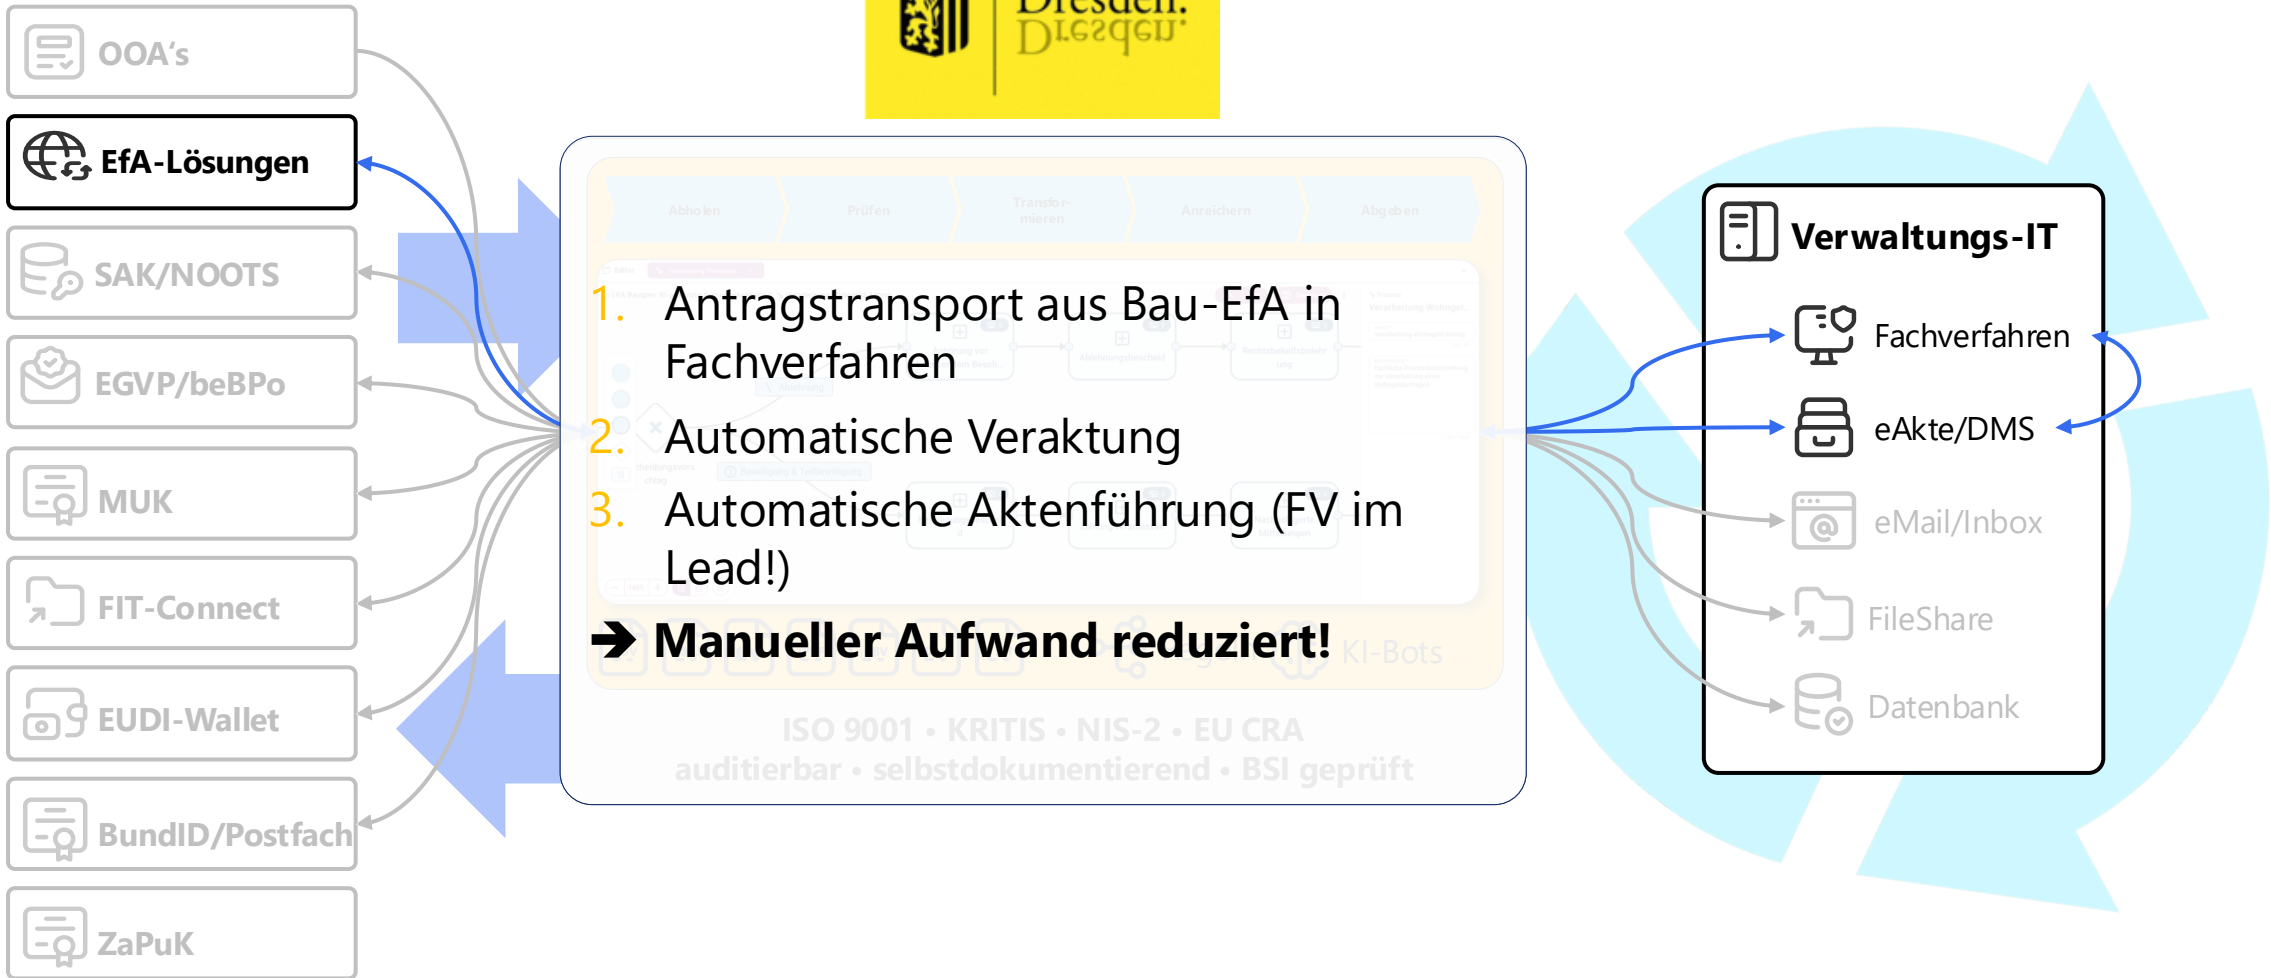 Dresden.
Dresden.
OOA‘s
EfA-Lösungen
SAK/NOOTS
EGVP/beBPo
MUK
FIT-Connect
EUDI-Wallet
BundID/Postfach
ZaPuK
Abholen
Prüfen
Transfor-
mieren
Anreichern
Abgeben
1. Antragstransport aus Bau-EfA in
Fachverfahren
2. Automatische Veraktung
3. Automatische Aktenführung (FV im
Lead!)
➔ Manueller Aufwand reduziert!
KI-Bots
ISO 9001 • KRITIS • NIS-2 • EU CRA
auditierbar • selbstdokumentierend • BSI geprüft
Verwaltungs-IT
Fachverfahren
eAkte/DMS
eMail/Inbox
FileShare
Datenbank